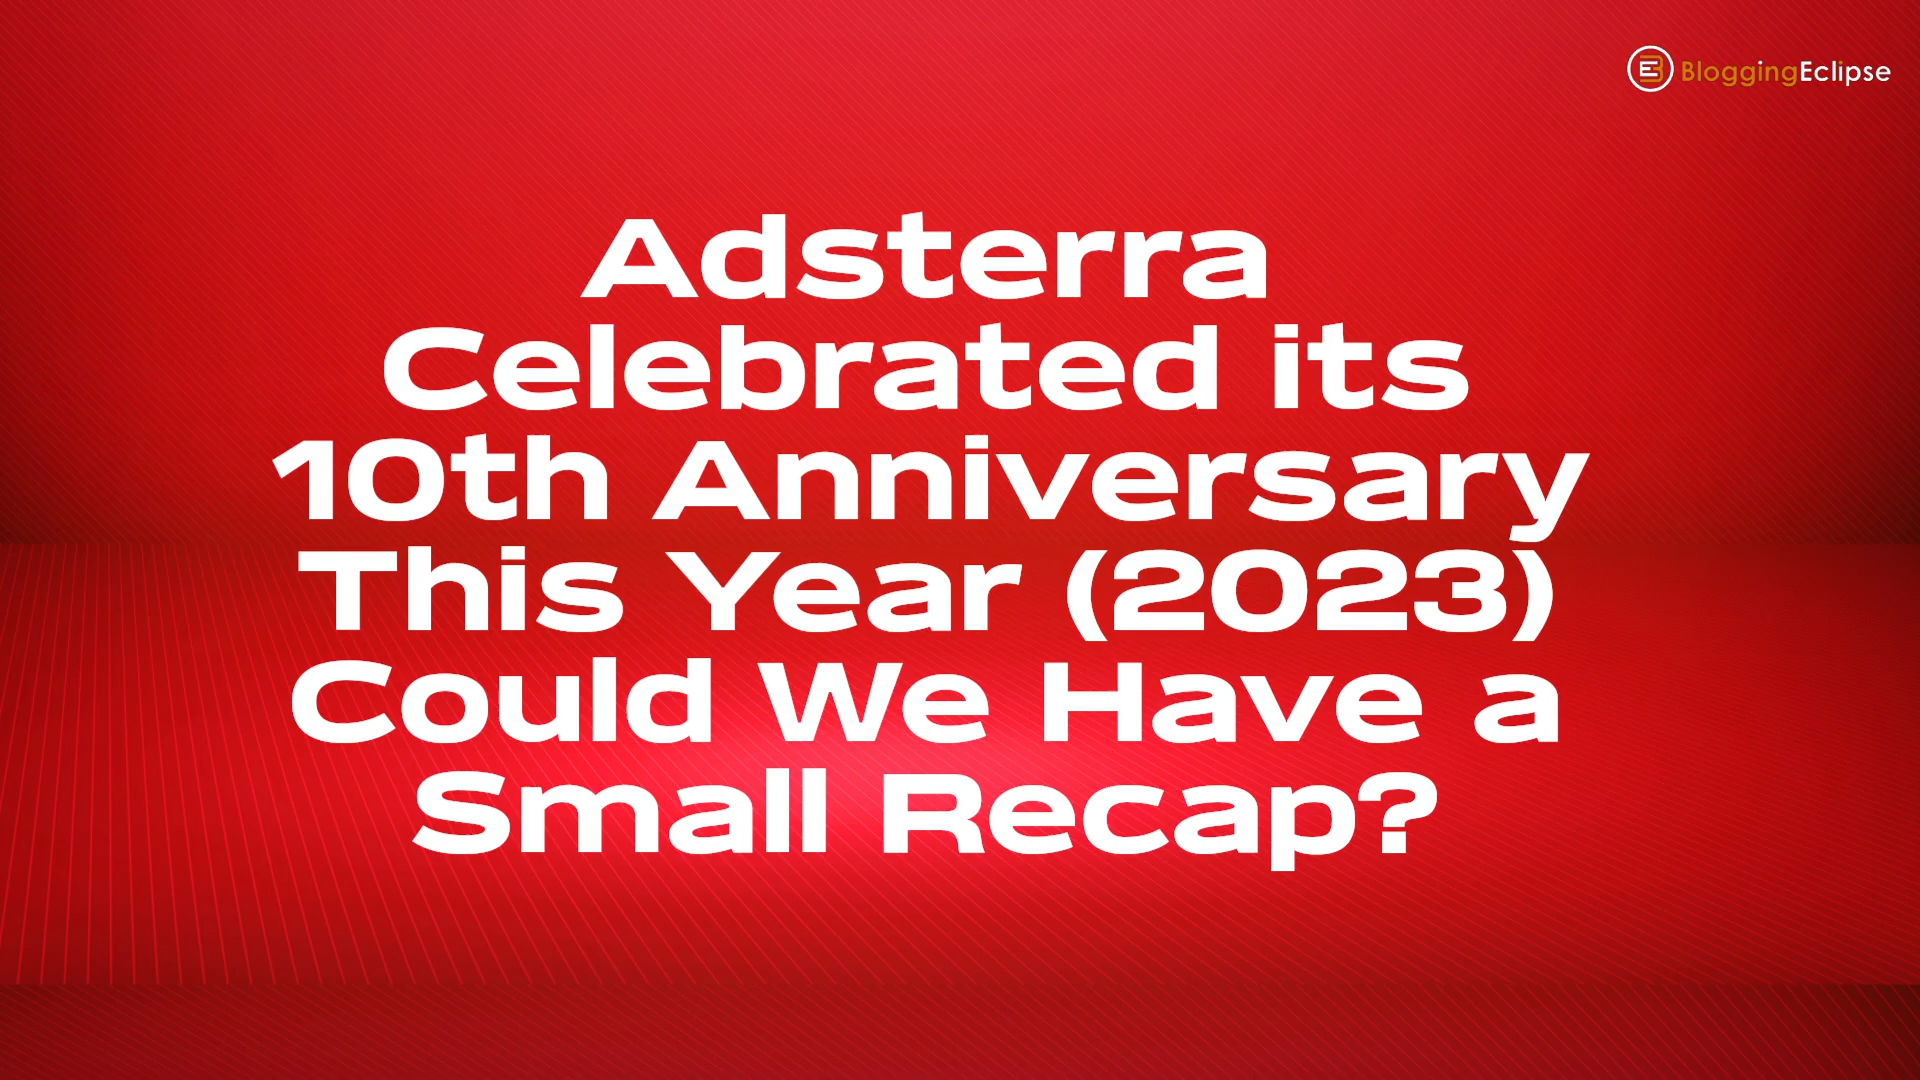 BloggingEclipse
Adsterra
Celebrated its
10th Anniversary
This Year (2023)
Could We Have a
Small Recap?